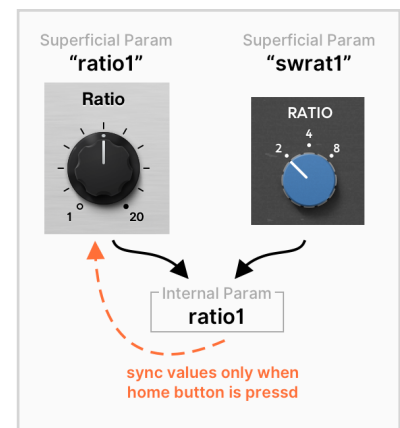 Superficial Param
“ratio1”
Superficial Param
“swrat1”
Ratio
1
20
RATIO
2
4
8
Internal Param
ratio1
sync values only when
home button is pressd